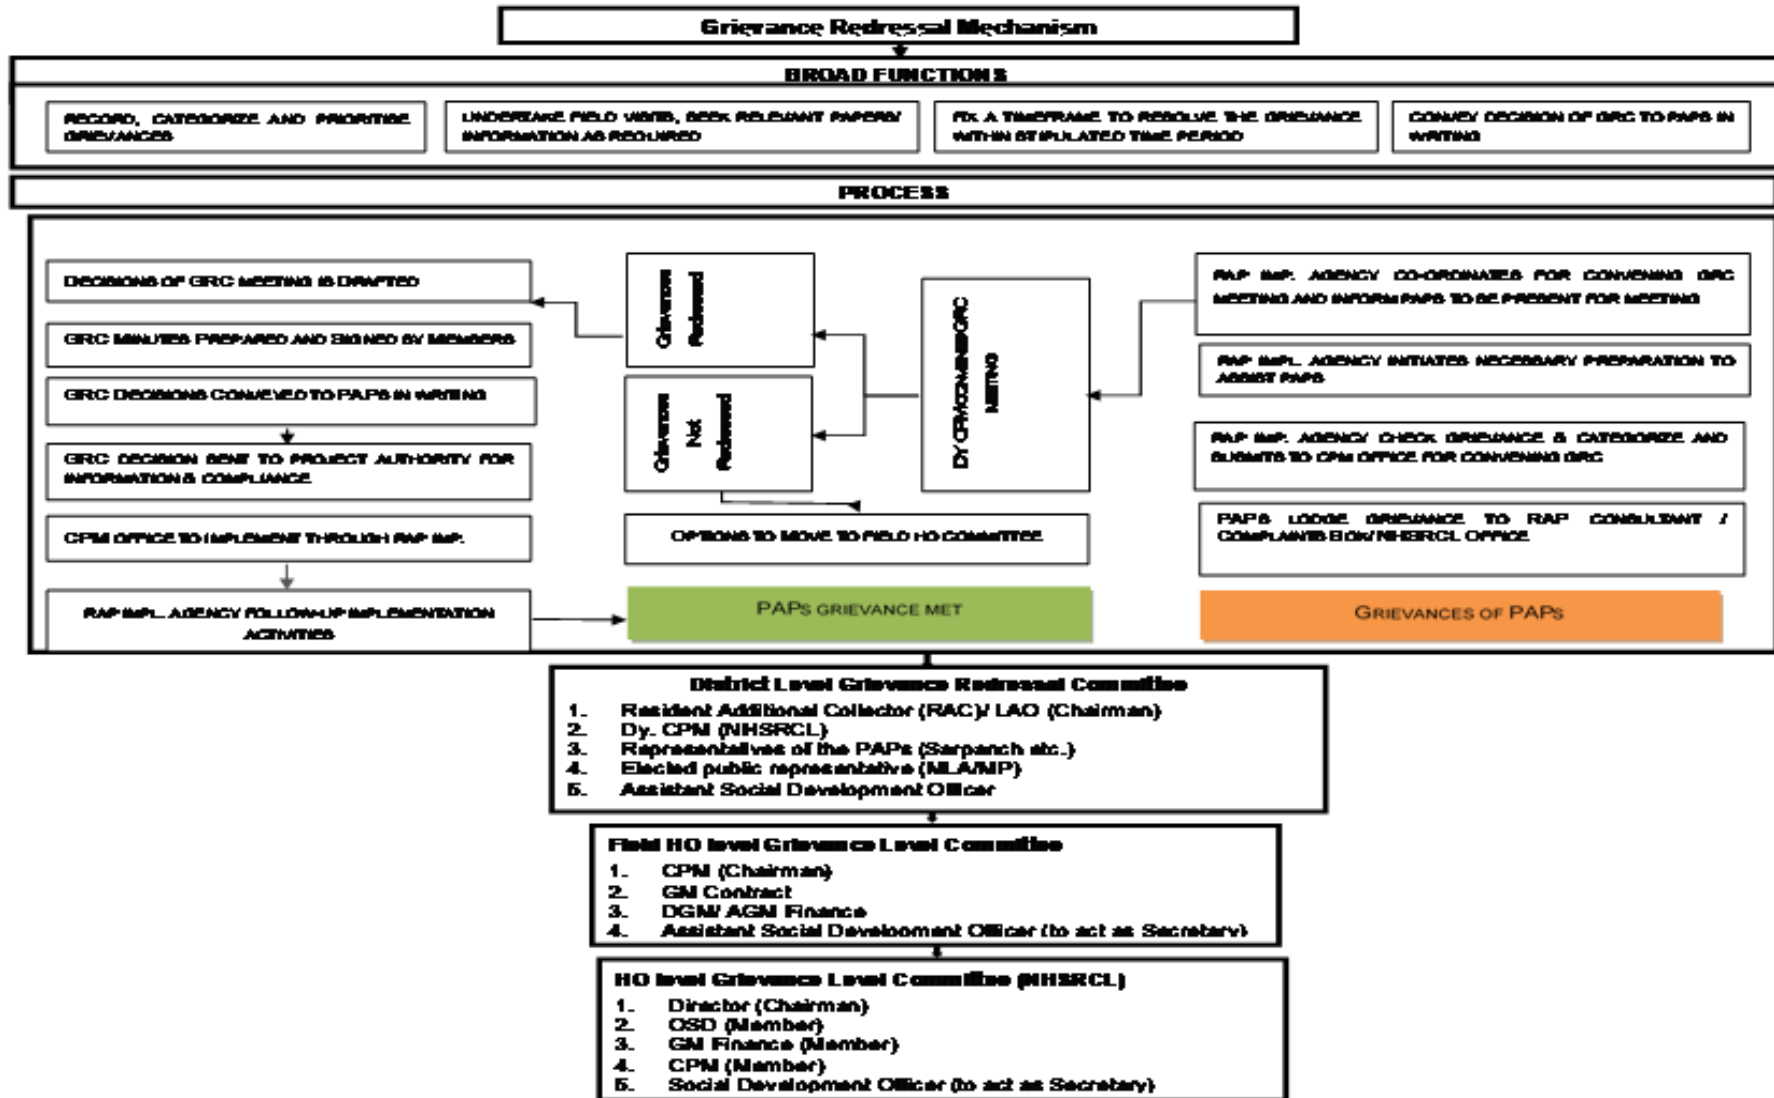 Grievance Redressal Mechanism
BROAD FUNCTIONS
RECORD, CATEGORIZE AND PRIORITISE
GRIEVANCES
UNDERTAKE FIELD VISITS, SEEK RELEVANT PAPERS/
INFORMATION AS REQUIRED
FIX A TIMEFRAME TO RESOLVE THE GRIEVANCE
WITHIN STIPULATED TIME PERIOD
CONVEY DECISION OF GRC TO PAPS IN
WRITING
PROCESS
DECISIONS OF GRC MEETING IS DRAFTED
GRC MINUTES PREPARED AND SIGNED BY MEMBERS
GRC DECISIONS CONVEYED TO PAPS IN WRITING
GRC DECISION SENT TO PROJECT AUTHORITY FOR
INFORMATION & COMPLIANCE
CPM OFFICE TO IMPLEMENT THROUGH RAP IMP.
RAP IMPL. AGENCY FOLLOW-UP IMPLEMENTATION
ACTIVITIES
Grievances
Redressed
Grievances
Not
Redressed
OPTIONS TO MOVE TO FIELD HO COMMITTEE
PAPS GRIEVANCE MET
DY CPM
MEETING
RAP IMP. AGENCY CO-ORDINATES FOR CONVENING GRC
MEETING AND INFORM PAPS TO BE PRESENT FOR MEETING
RAP IMPL. AGENCY INITIATES NECESSARY PREPARATION TO
ASSIST PAPS
RAP IMP. AGENCY CHECK GRIEVANCE & CATEGORIZE AND
SUBMITS TO CPM OFFICE FOR CONVENING GRC
PAPS LODGE GRIEVANCE TO RAP CONSULTANT /
COMPLAINTS BOX/ NHSRCL OFFICE
GRIEVANCES OF PAPS
District Level Grievance Redressal Committee
1. Resident Additional Collector (RAC)/ LAO (Chairman)
2. Dy. CPM (NHSRCL)
3. Representatives of the PAPs (Sarpanch etc.)
4. Elected public representative (MLA/MP)
5. Assistant Social Development Officer
Field HO level Grievance Level Committee
1. CPM (Chairman)
2. GM Contract
3. DGM/ AGM Finance
4. Assistant Social Development Officer (to act as Secretary)
HO level Grievance Level Committee (NHSRCL)
1. Director (Chairman)
2. OSD (Member)
3. GM Finance (Member)
4. CPM (Member)
5. Social Development Officer (to act as Secretary)